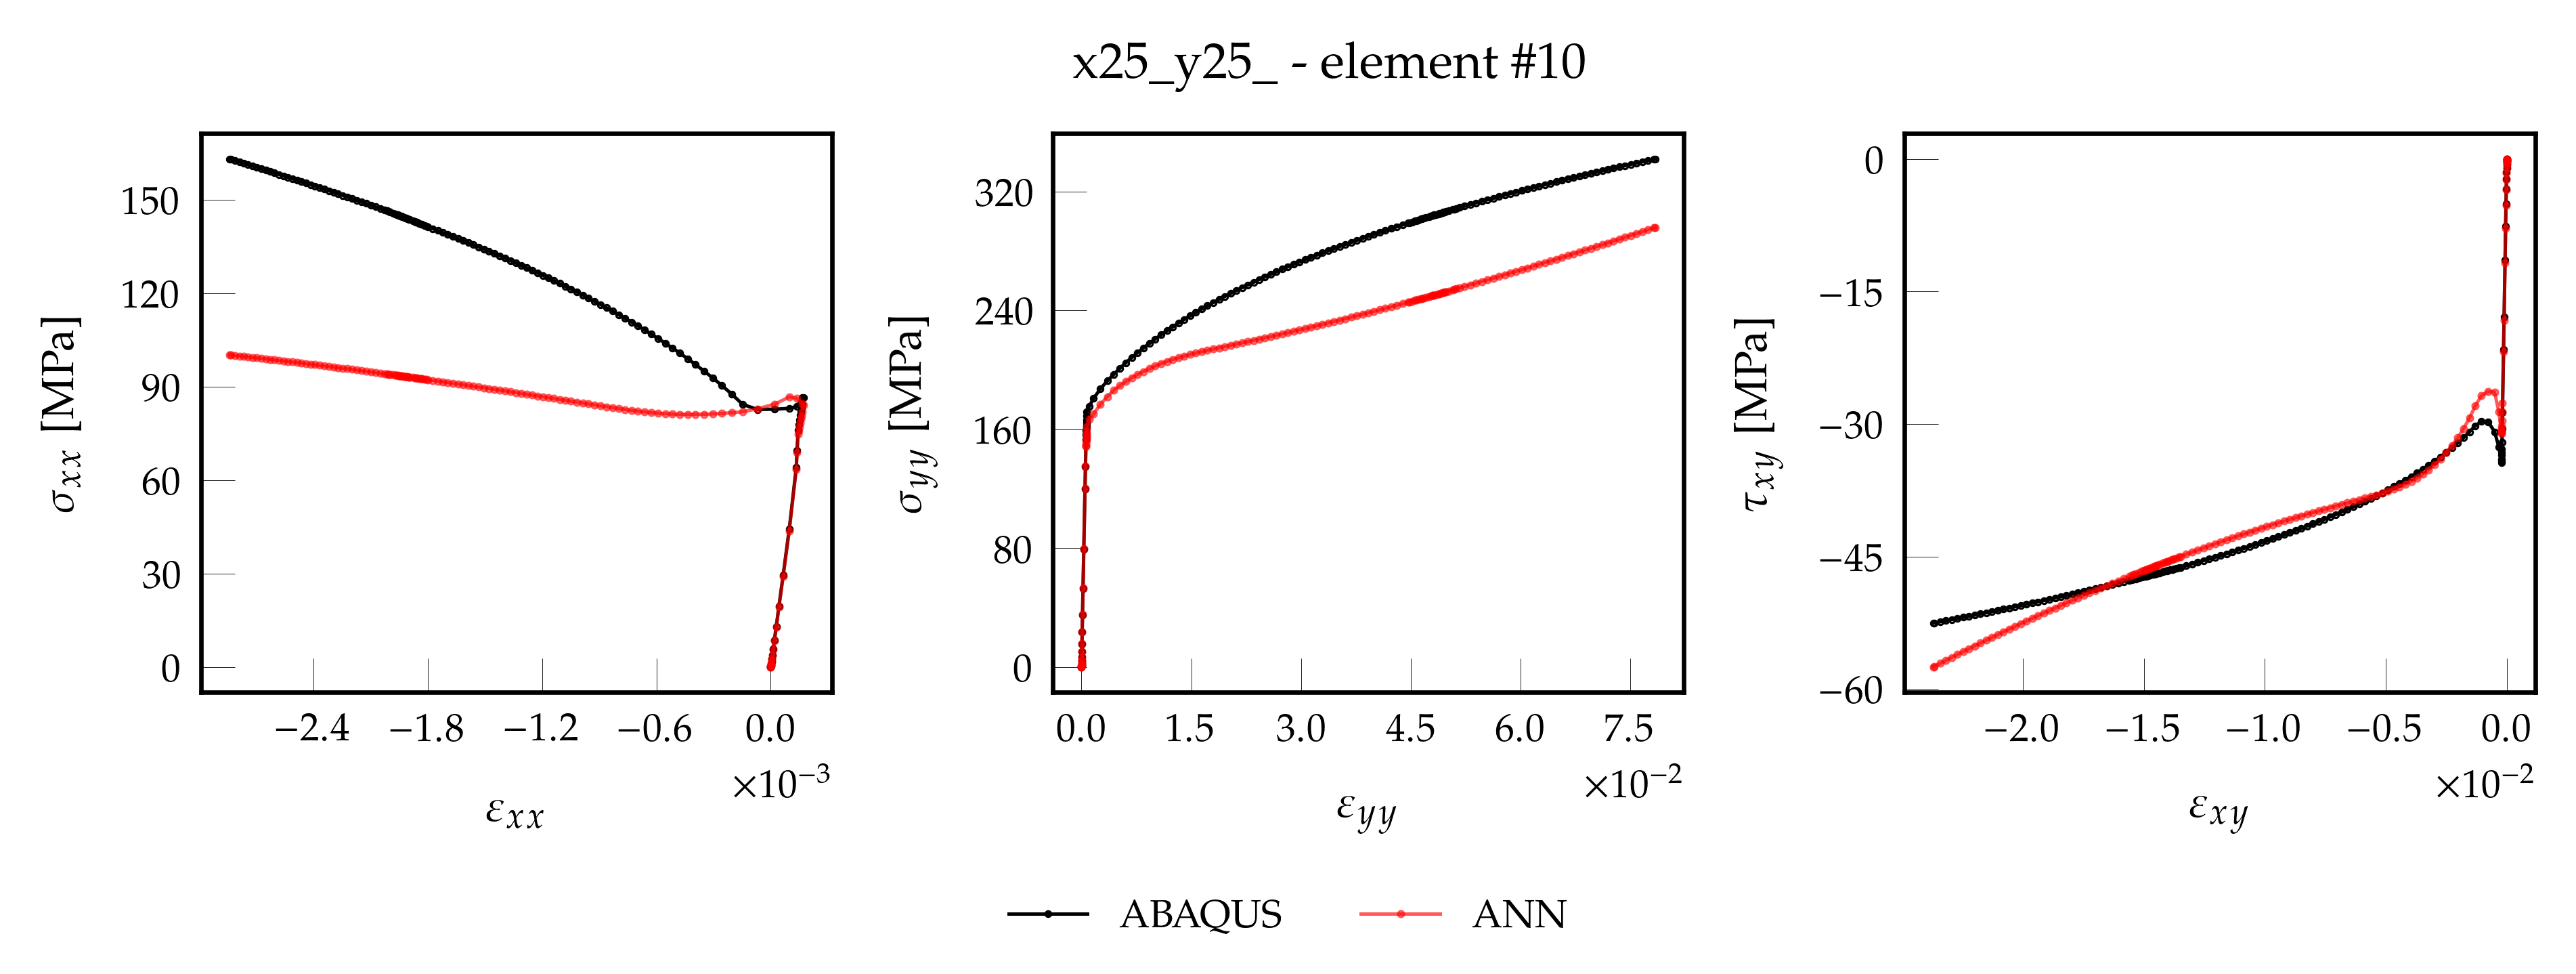 x25_y25_ - element #10
σxx [MPa]
150
120
90
60
30
0
−2.4 −1.8 −1.2 −0.6 0.0
×10−3
εxx
σyy [MPa]
320
240
160
80
0
0.0 1.5 3.0 4.5 6.0 7.5
×10−2
εyy
τxy [MPa]
0
−15
−30
−45
−60
−2.0 −1.5 −1.0 −0.5 0.0
×10−2
εxy
ABAQUS ANN